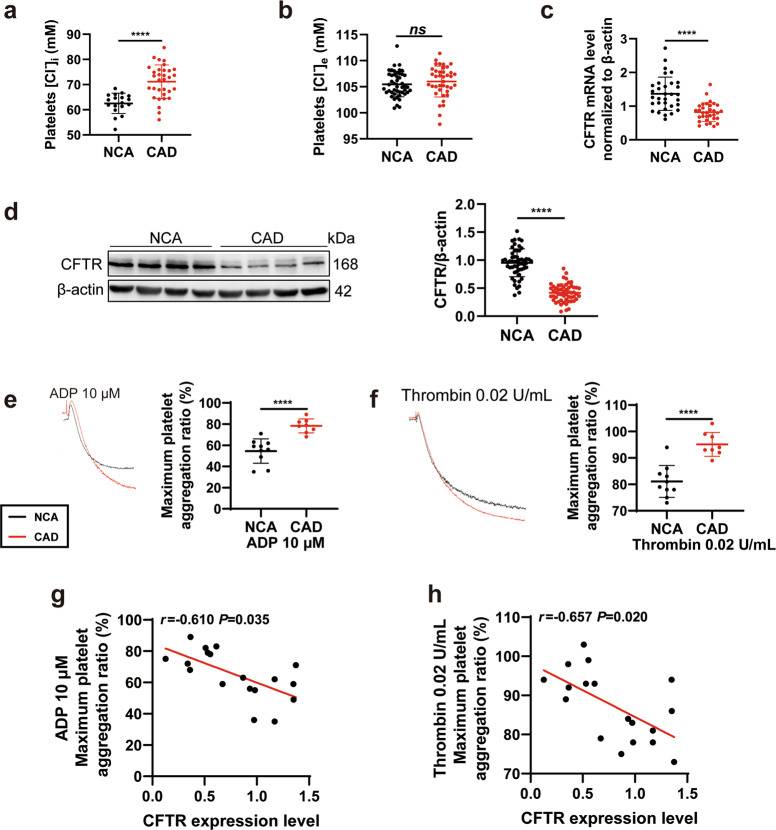 a
Platelets [Cl⁻]i (mM)
90
80
70
60
50
****
NCA
CAD
b
Platelets [Cl⁻]e (mM)
115
110
105
100
95
ns
NCA
CAD
c
CFTR mRNA level
normalized to β-actin
3
2
1
0
****
NCA
CAD
d
NCA
CAD
kDa
CFTR
168
β-actin
42
CFTR/β-actin
2.0
1.5
1.0
0.5
0.0
****
NCA
CAD
e
ADP 10 μM
NCA
CAD
Maximum platelet
aggregation ratio (%)
100
80
60
40
20
0
****
NCA
CAD
ADP 10 μM
f
Thrombin 0.02 U/mL
Maximum platelet
aggregation ratio (%)
110
100
90
80
70
****
NCA
CAD
Thrombin 0.02 U/mL
g
r=-0.610 P=0.035
ADP 10 μM
Maximum platelet
aggregation ratio (%)
100
80
60
40
20
0
0.0
0.5
1.0
1.5
CFTR expression level
h
r=-0.657 P=0.020
Thrombin 0.02 U/mL
Maximum platelet
aggregation ratio (%)
110
100
90
80
70
0.0
0.5
1.0
1.5
CFTR expression level